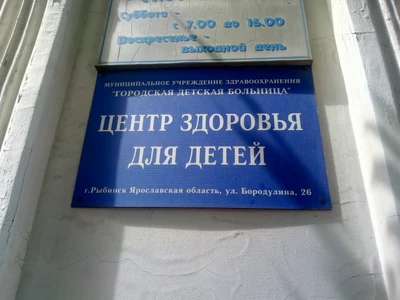 Суббота -
с 7.00 до 16.00
Воскресенье -
выходной день
МУНИЦИПАЛЬНОЕ УЧРЕЖДЕНИЕ ЗДРАВООХРАНЕНИЯ
"ГОРОДСКАЯ ДЕТСКАЯ БОЛЬНИЦА"
ЦЕНТР ЗДОРОВЬЯ
ДЛЯ ДЕТЕЙ
г.Рыбинск Ярославская область, ул. Бородулина, 26